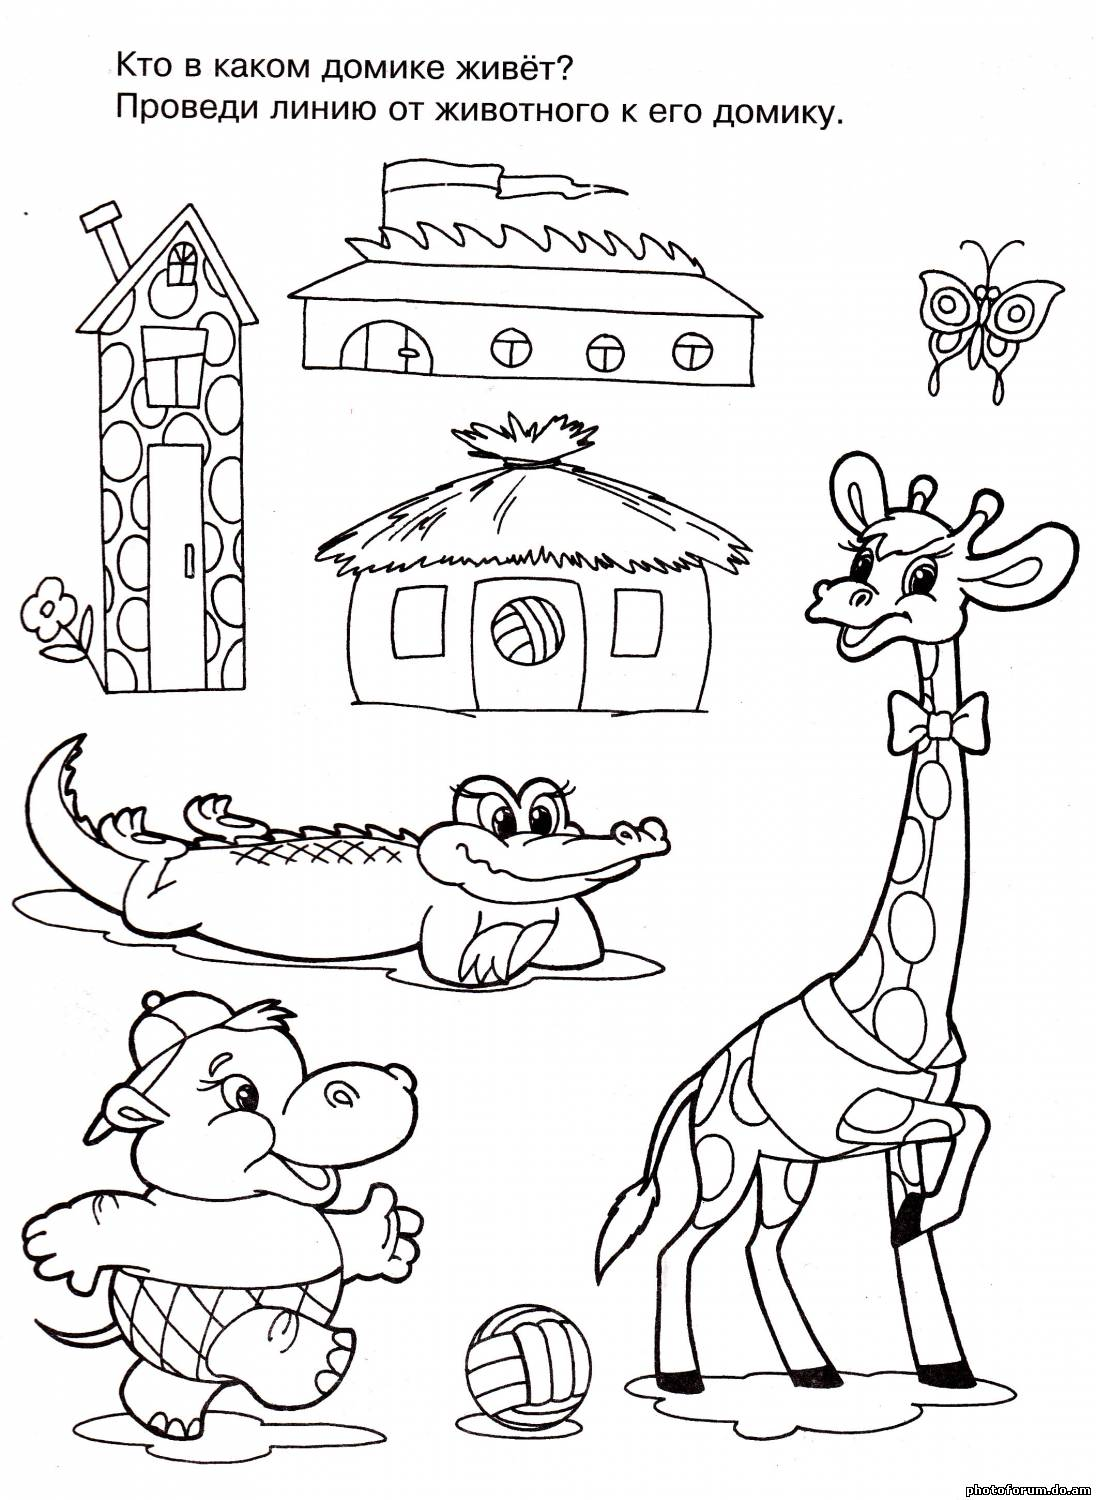 Кто в каком домике живёт?
Проведи линию от животного к его домику.
photoforum.do.am